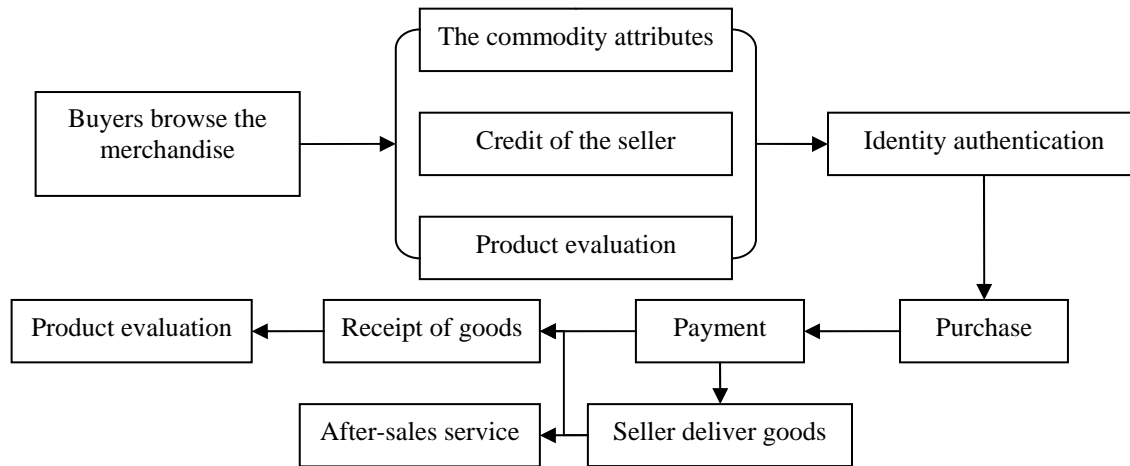 The commodity attributes
Buyers browse the
merchandise
Credit of the seller
Identity authentication
Product evaluation
Product evaluation
Receipt of goods
Payment
Purchase
After-sales service
Seller deliver goods